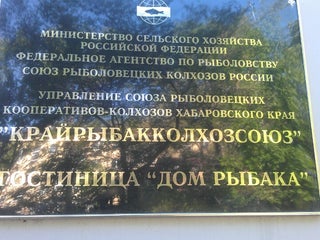 МИНИСТЕРСТВО СЕЛЬСКОГО ХОЗЯЙСТВА
РОССИЙСКОЙ ФЕДЕРАЦИИ
ФЕДЕРАЛЬНОЕ АГЕНТСТВО ПО РЫБОЛОВСТВУ
СОЮЗ РЫБОЛОВЕЦКИХ КОЛХОЗОВ РОССИИ
УПРАВЛЕНИЕ СОЮЗА РЫБОЛОВЕЦКИХ
КООПЕРАТИВОВ-КОЛХОЗОВ ХАБАРОВСКОГО КРАЯ
"КРАЙРЫБАККОЛХОЗСОЮЗ"
ГОСТИНИЦА "ДОМ РЫБАКА"